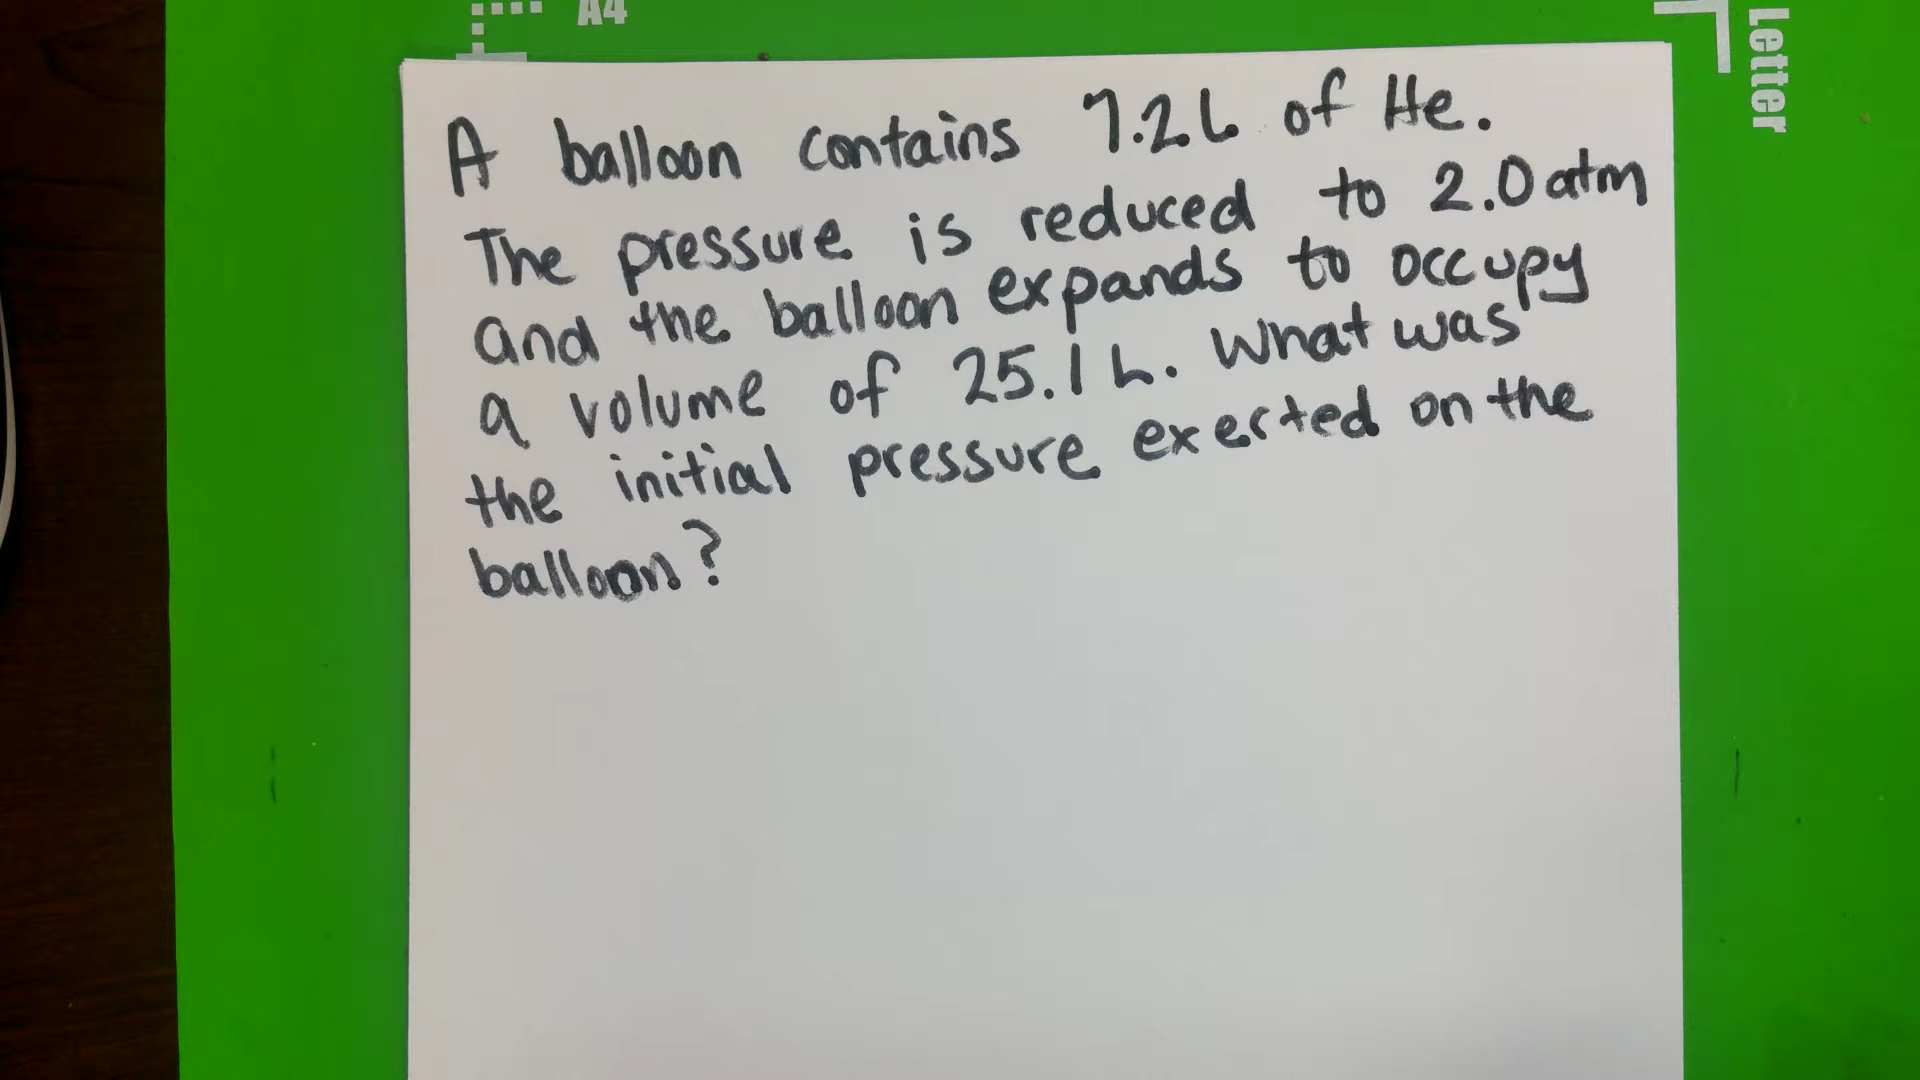 A4
Letter
A balloon contains 7.2L of He.
The pressure is reduced to 2.0 atm
and the balloon expands to occupy
a volume of 25.1 L. What was
the initial pressure exerted on the
balloon?